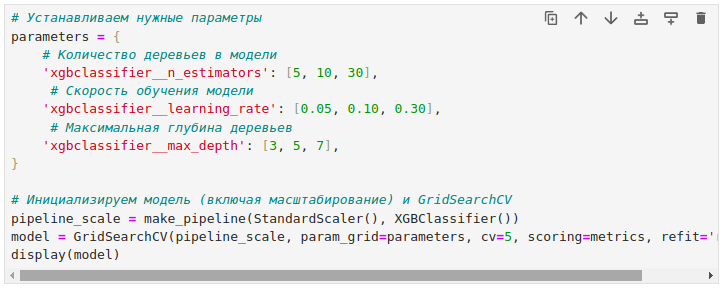 # Устанавливаем нужные параметры
parameters = {
    # Количество деревьев в модели
    'xgbclassifier__n_estimators': [5, 10, 30],
     # Скорость обучения модели
    'xgbclassifier__learning_rate': [0.05, 0.10, 0.30],
     # Максимальная глубина деревьев
    'xgbclassifier__max_depth': [3, 5, 7],
}
# Инициализируем модель (включая масштабирование) и GridSearchCV
pipeline_scale = make_pipeline(StandardScaler(), XGBClassifier())
model = GridSearchCV(pipeline_scale, param_grid=parameters, cv=5, scoring=metrics, refit='
display(model)